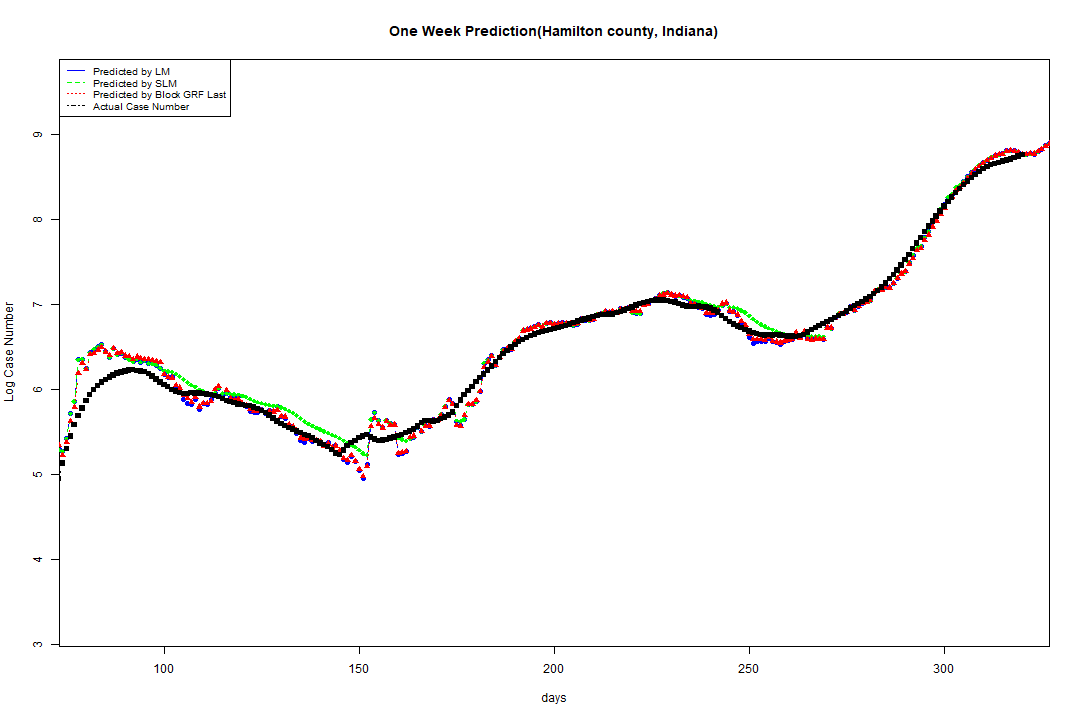 One Week Prediction(Hamilton county, Indiana)
Predicted by LM
Predicted by SLM
Predicted by Block GRF Last
Actual Case Number
Log Case Number
9
8
7
6
5
4
3
100 150 200 250 300
days